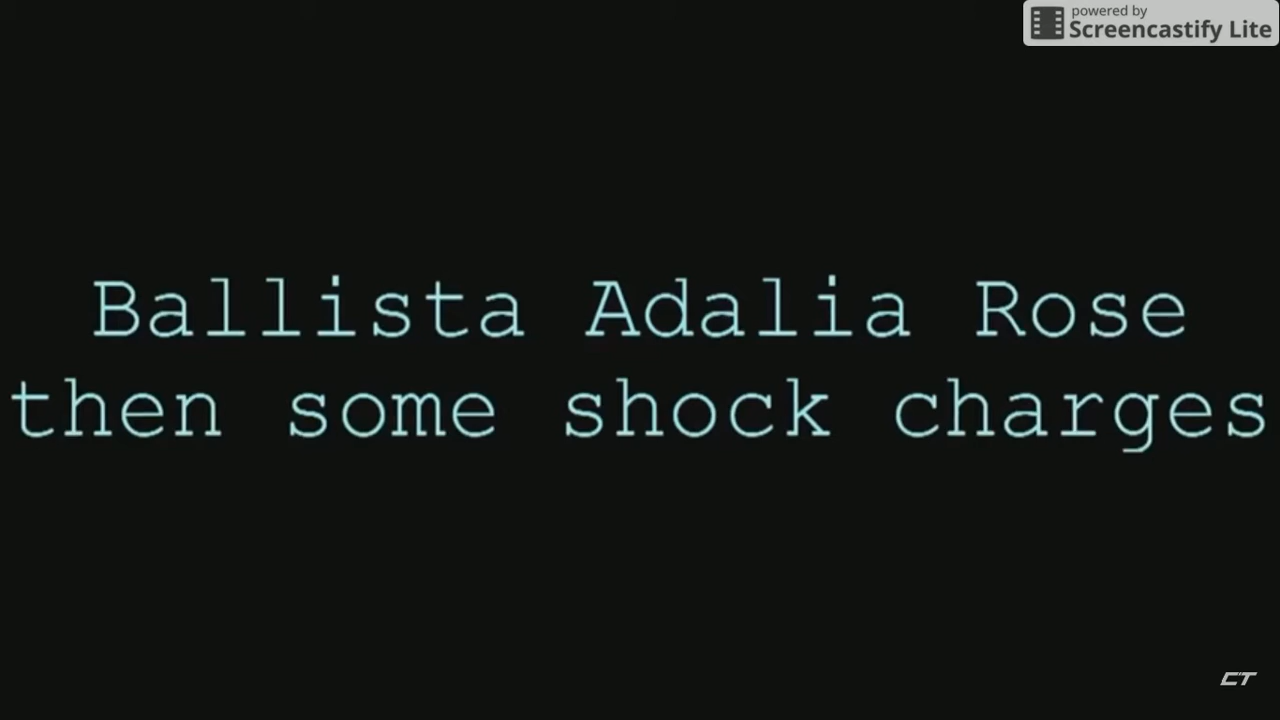 powered by
Screencastify Lite
Ballista Adalia Rose
then some shock charges
CT